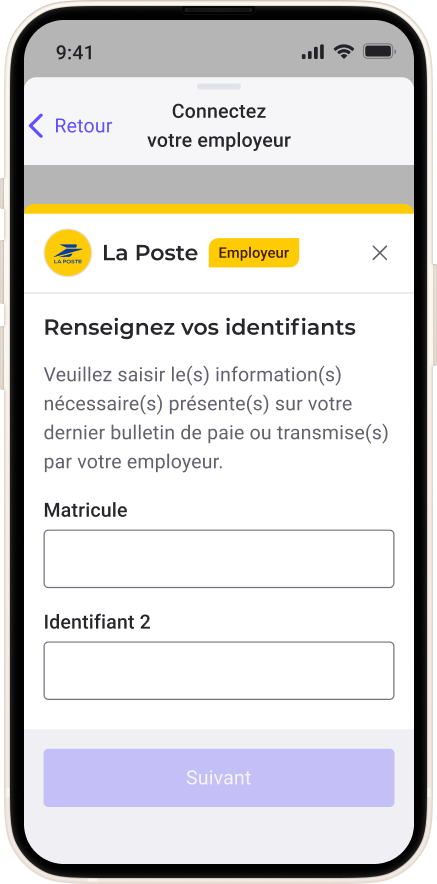 9:41
Retour
Connectez
votre employeur
LA POSTE
La Poste
Employeur
Renseignez vos identifiants
Veuillez saisir le(s) information(s)
nécessaire(s) présente(s) sur votre
dernier bulletin de paie ou transmise(s)
par votre employeur.
Matricule
Identifiant 2
Suivant